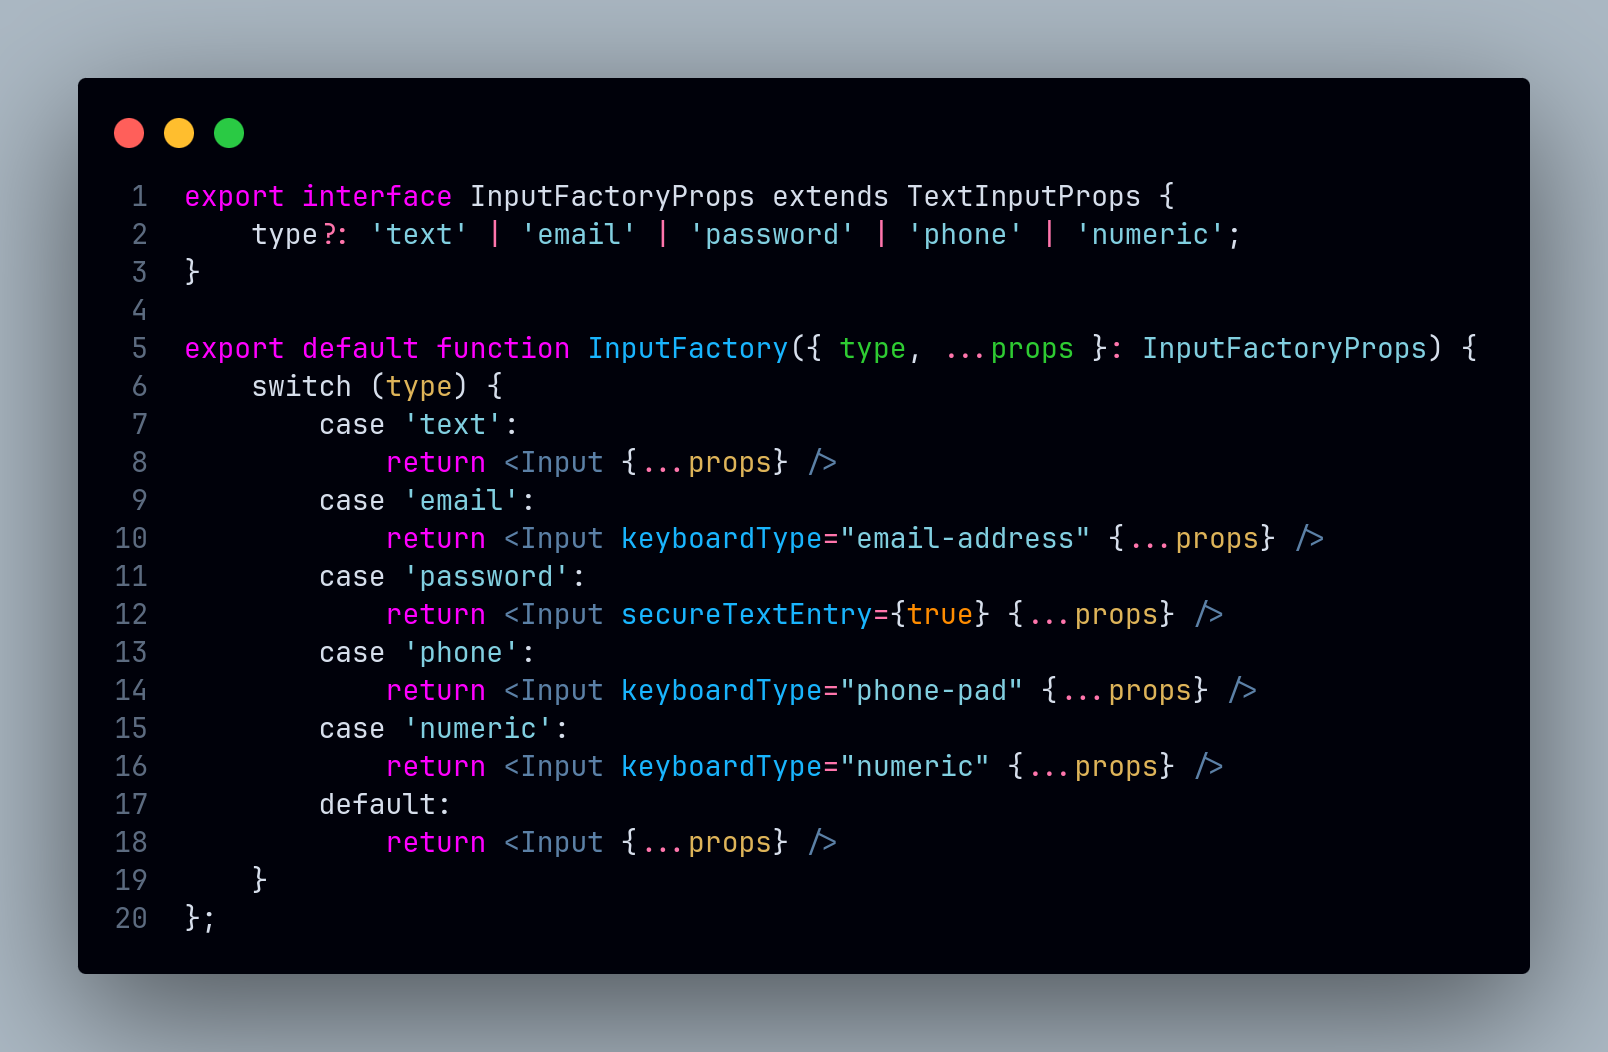 1 export interface InputFactoryProps extends TextInputProps {
2     type?: 'text' | 'email' | 'password' | 'phone' | 'numeric';
3 }
4
5 export default function InputFactory({ type, ...props }: InputFactoryProps) {
6     switch (type) {
7         case 'text':
8             return <Input {...props} />
9         case 'email':
10             return <Input keyboardType="email-address" {...props} />
11         case 'password':
12             return <Input secureTextEntry={true} {...props} />
13         case 'phone':
14             return <Input keyboardType="phone-pad" {...props} />
15         case 'numeric':
16             return <Input keyboardType="numeric" {...props} />
17         default:
18             return <Input {...props} />
19     }
20 };